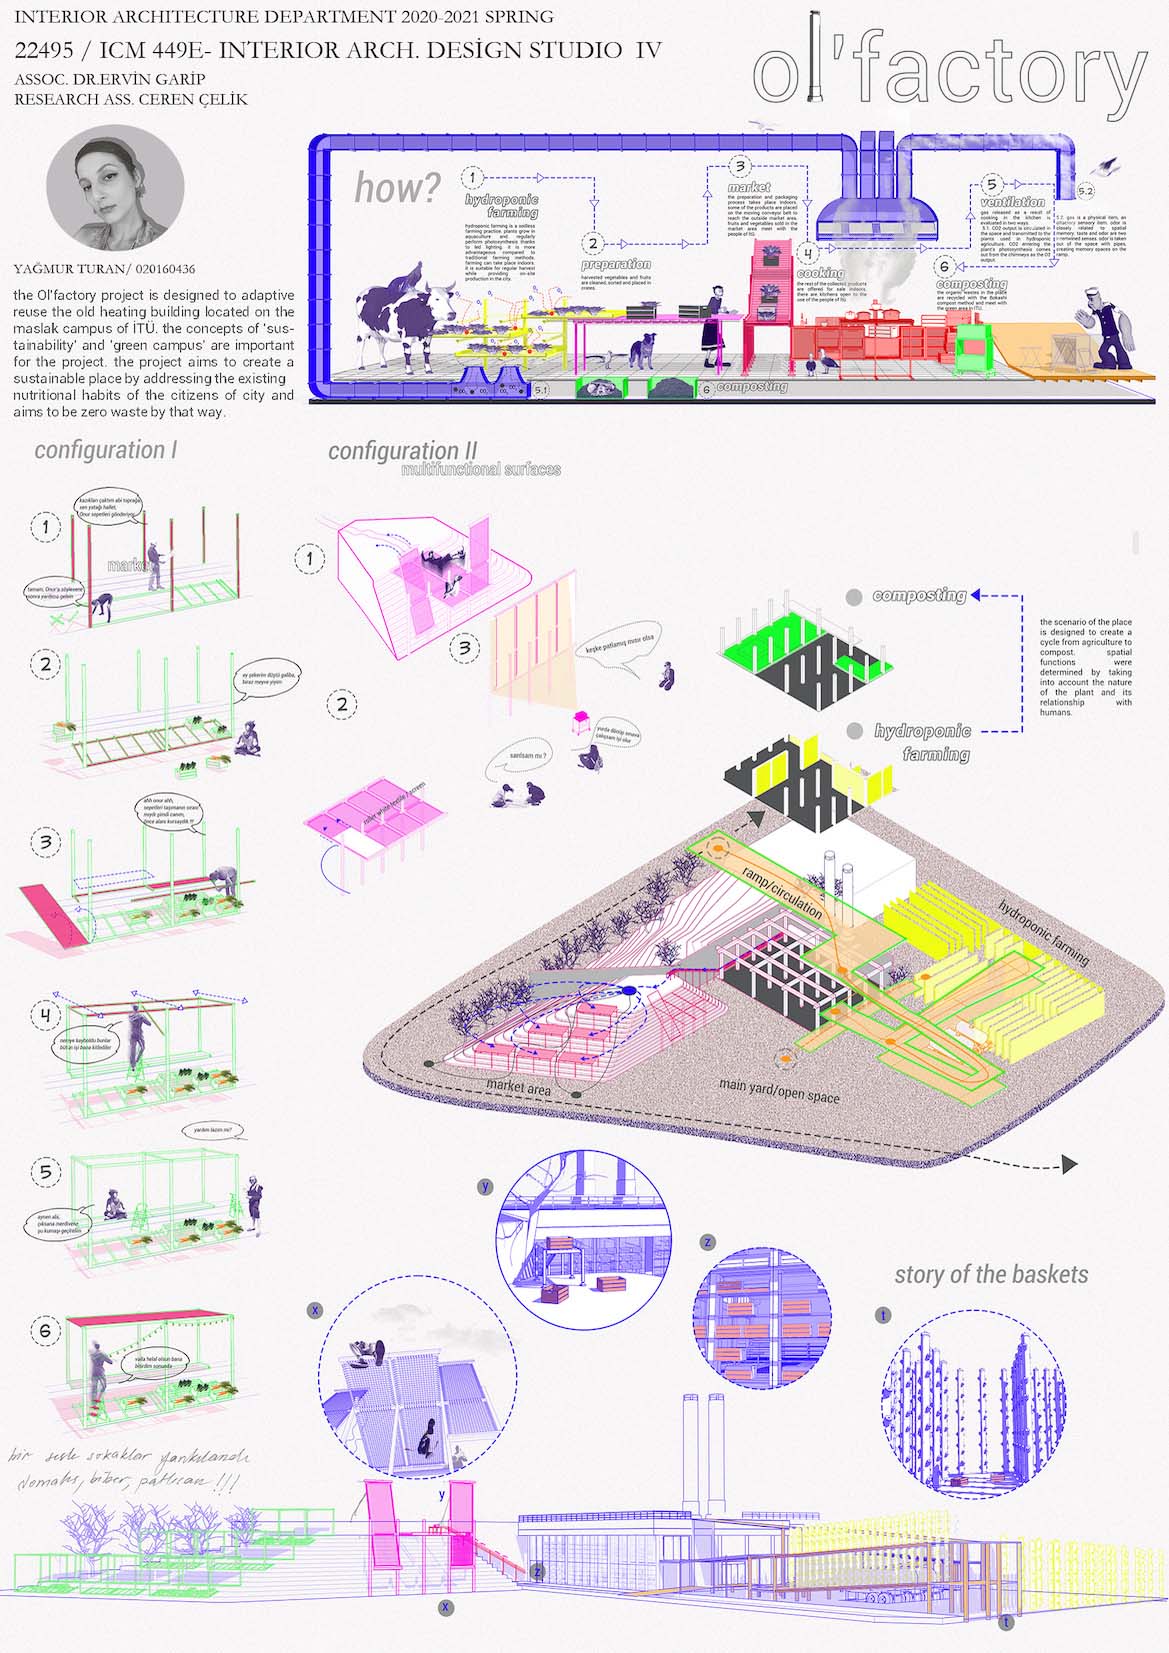 INTERIOR ARCHITECTURE DEPARTMENT 2020-2021 SPRING
22495 / ICM 449E- INTERIOR ARCH. DESİGN STUDIO IV
ASSOC. DR.ERVİN GARİP
RESEARCH ASS. CEREN ÇELİK
ol'factory
YAĞMUR TURAN/ 020160436
the Ol'factory project is designed to adaptive
reuse the old heating building located on the
maslak campus of İTÜ. the concepts of 'sus-
tainability' and 'green campus' are important
for the project. the project aims to create a
sustainable place by addressing the existing
nutritional habits of the citizens of city and
aims to be zero waste by that way.
how?
1
hydroponic
farming
hydroponic farming is a soilless
farming practice. plants grow in
aquaculture and regularly
perform photosynthesis thanks
to led lighting. it is more
advantageous compared to
traditional farming methods.
farming can take place indoors.
it is suitable for regular harvest
while providing on-site
production in the city.
2
preparation
harvested vegetables and fruits
are cleaned, sorted and placed in
crates.
3
market
the preparation and packaging
process takes place indoors.
some of the products are placed
on the moving conveyor belt to
reach the outside market area.
fruits and vegetables sold in the
market area meet with the
people of itü.
4
cooking
the rest of the collected products
are offered for sale indoors.
there are kitchens open to the
use of the people of itü.
5
ventilation
gas released as a result of
cooking in the kitchen is
evaluated in two ways.
5.1. CO2 output is circulated in
the space and transmitted to the
plants used in hydroponic
agriculture. CO2 entering the
plant's photosynthesis comes
out from the chimneys as the O2
output.
5.2
5.2. gas is a physical item, an
olfactory sensory item. odor is
closely related to spatial
memory. taste and odor are two
intertwined senses. odor is taken
out of the space with pipes,
creating memory spaces on the
ramp.
6
composting
the organic wastes in the place
are recycled with the Bokashi
compost method and meet with
the green area in İTÜ.
5.1
6 composting
configuration I
1
kazıkları çaktım abi toprağa
sen yatağı hallet,
Onur sepetleri gönderiyor
market
tamam, Onur'a söylesene
sonra yardıma gelsin
2
ay şekerim düştü galiba,
biraz meyve yiyim
3
ahh onur ahh,
sepetleri taşımanın sırası
mıydı şimdi canım,
önce alanı kursaydık !!!
4
nereye kayboldu bunlar
bütün işi bana kitlediler
yardım lazım mı?
5
aynen abi,
çıksana merdivene
şu kumaşı geçirelim
6
valla helal olsun bana
bitirdim sonunda
bir sesle sokaklar yankılandı
domates, biber, patlıcan !!!
configuration II
multifunctional surfaces
1
3
keşke patlamış mısır olsa
2
yurda dönüp sınava
çalışsam iyi olur
sarılsam mı ?
roller white textile / screen
composting
hydroponic
farming
the scenario of the place
is designed to create a
cycle from agriculture to
compost. spatial
functions were
determined by taking
into account the nature
of the plant and its
relationship with
humans.
ramp/circulation
hydroponic farming
market area
main yard/open space
y
z
x
story of the baskets
t
y
z
x
t